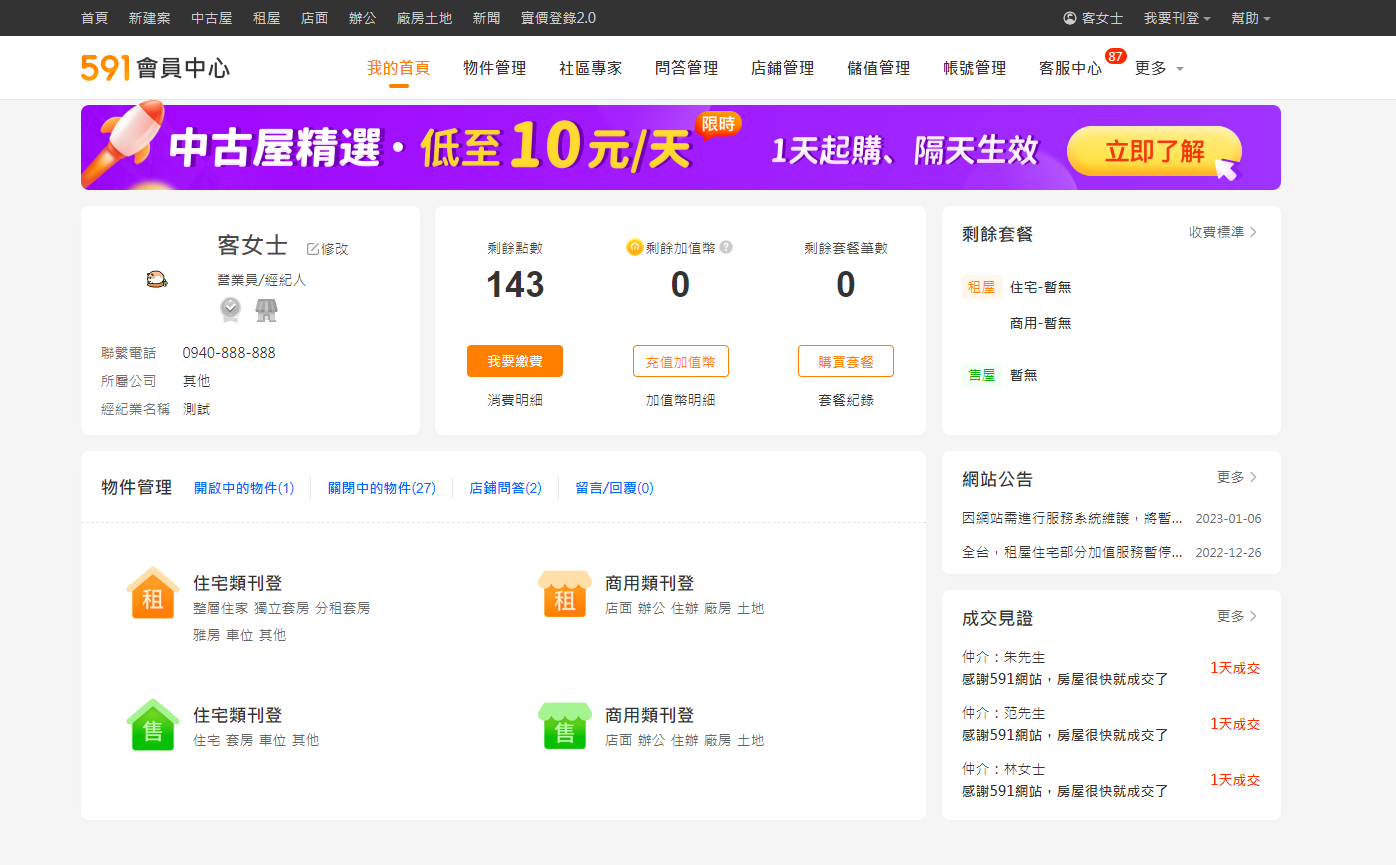 首頁 新建案 中古屋 租屋 店面 辦公 廠房土地 新聞 實價登錄2.0 客女士 我要刊登 幫助
591會員中心 我的首頁 物件管理 社區專家 問答管理 店鋪管理 儲值管理 帳號管理 客服中心 87 更多
中古屋精選・低至10元/天 限時 1天起購、隔天生效 立即了解
客女士 修改
營業員/經紀人
聯繫電話 0940-888-888
所屬公司 其他
經紀業名稱 測試
剩餘點數 剩餘加值幣 ? 剩餘套餐筆數
143 0 0
我要繳費 充值加值幣 購買套餐
消費明細 加值幣明細 套餐紀錄
剩餘套餐 收費標準
租屋 住宅-暫無
商用-暫無
售屋 暫無
物件管理 開啟中的物件(1) 關閉中的物件(27) 店鋪問答(2) 留言/回覆(0)
租 住宅類刊登
整層住家 獨立套房 分租套房
雅房 車位 其他
租 商用類刊登
店面 辦公 住辦 廠房 土地
售 住宅類刊登
住宅 套房 車位 其他
售 商用類刊登
店面 辦公 住辦 廠房 土地
網站公告 更多
因網站需進行服務系統維護，將暫... 2023-01-06
全台，租屋住宅部分加值服務暫停... 2022-12-26
成交見證 更多
仲介：朱先生
感謝591網站，房屋很快就成交了 1天成交
仲介：范先生
感謝591網站，房屋很快就成交了 1天成交
仲介：林女士
感謝591網站，房屋很快就成交了 1天成交